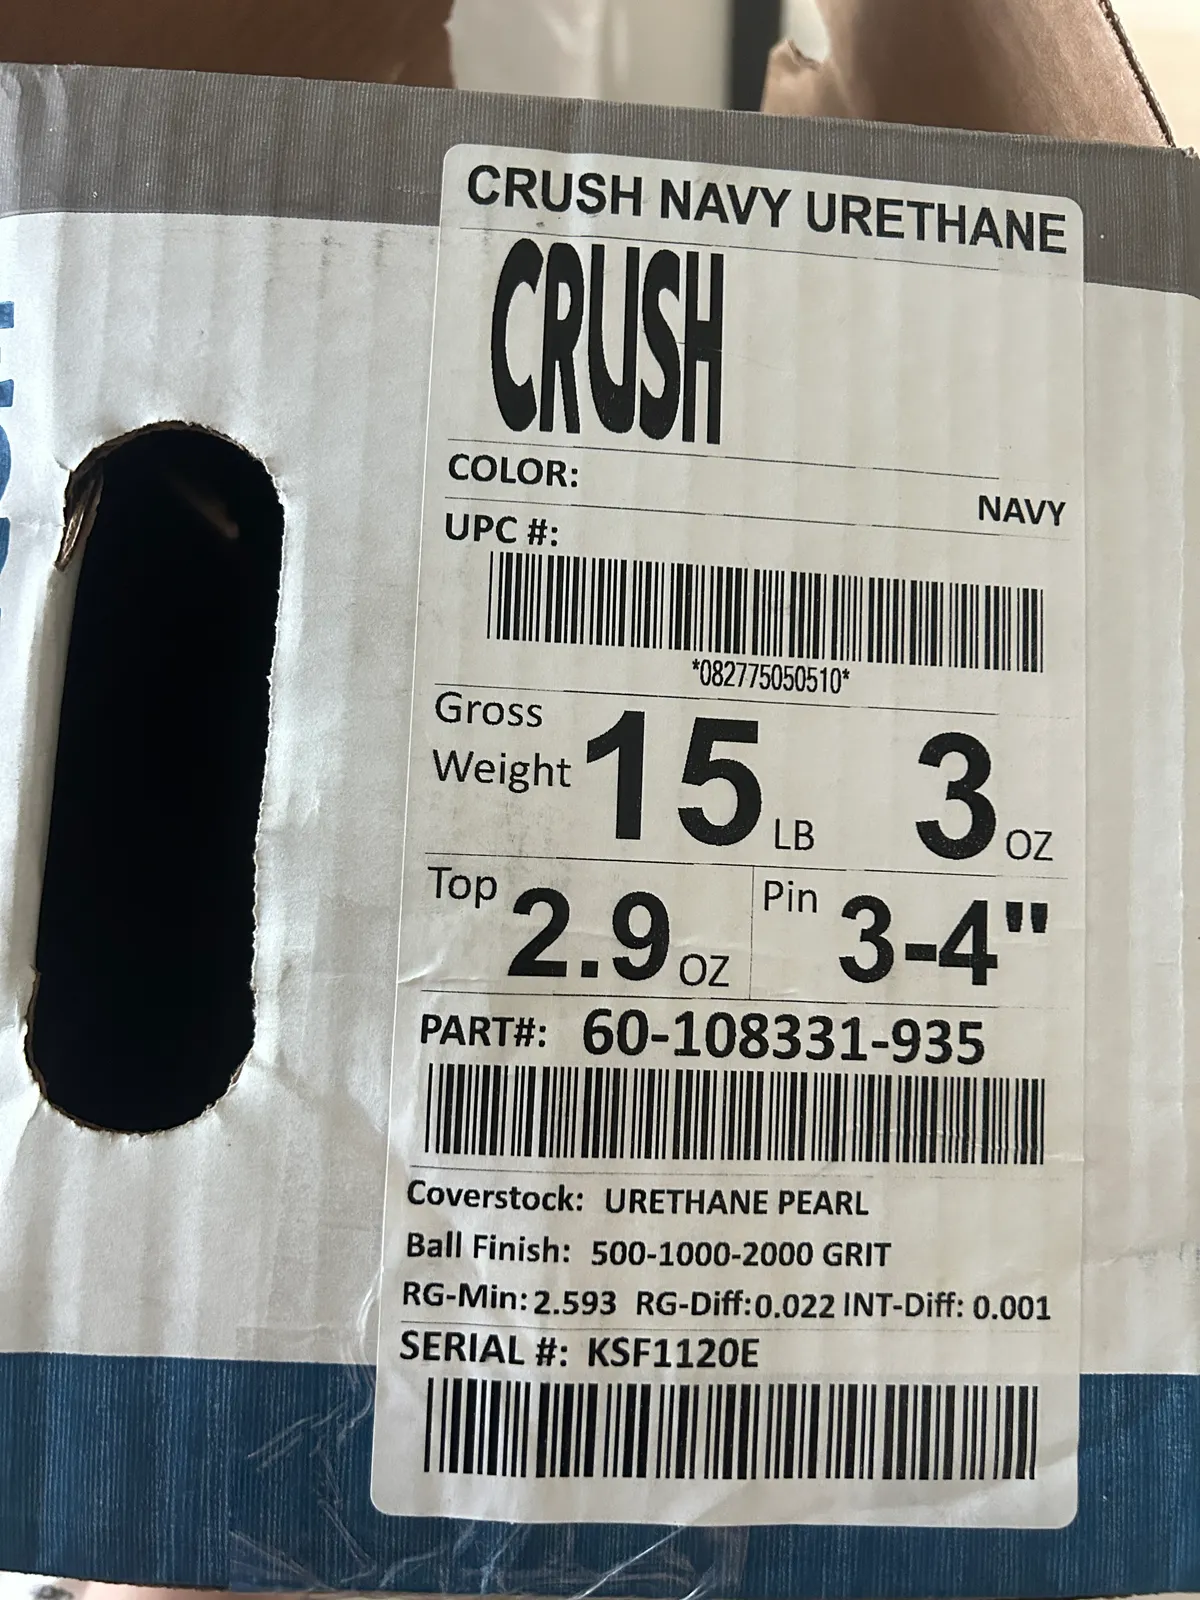 CRUSH NAVY URETHANE
CRUSH
COLOR:
NAVY
UPC #:
*082775050510*
Gross
Weight 15 LB 3 OZ
Top 2.9 OZ Pin 3-4"
PART#: 60-108331-935
Coverstock: URETHANE PEARL
Ball Finish: 500-1000-2000 GRIT
RG-Min: 2.593 RG-Diff: 0.022 INT-Diff: 0.001
SERIAL #: KSF1120E